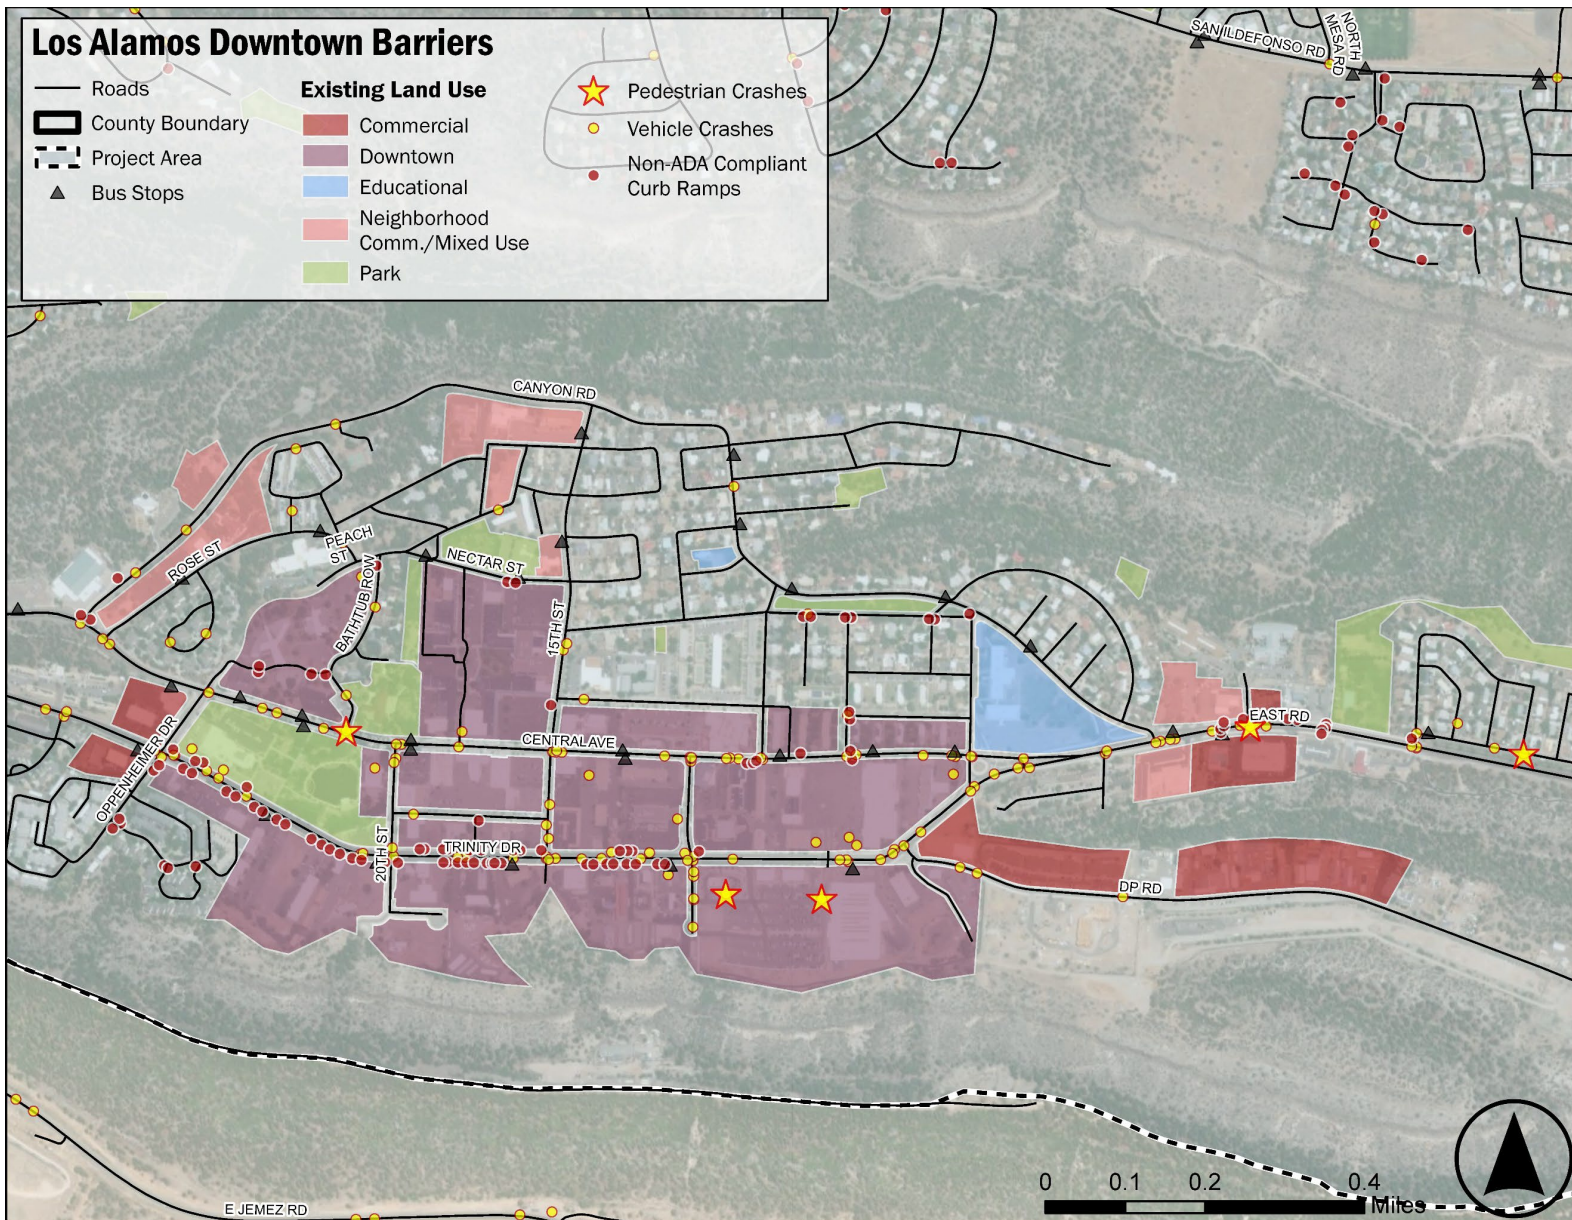 Los Alamos Downtown Barriers
Roads
County Boundary
Project Area
Bus Stops
Existing Land Use
Commercial
Downtown
Educational
Neighborhood
Comm./Mixed Use
Park
Pedestrian Crashes
Vehicle Crashes
Non-ADA Compliant
Curb Ramps
SAN ILDEFONSO RD
NORTH
MESA RD
CANYON RD
PEACH
ST
ROSE ST
NECTAR ST
BATHTUB ROW
15TH ST
OPPENHEIMER DR
CENTRAL AVE
EAST RD
20TH ST
TRINITY DR
DP RD
E JEMEZ RD
0 0.1 0.2 0.4
Miles